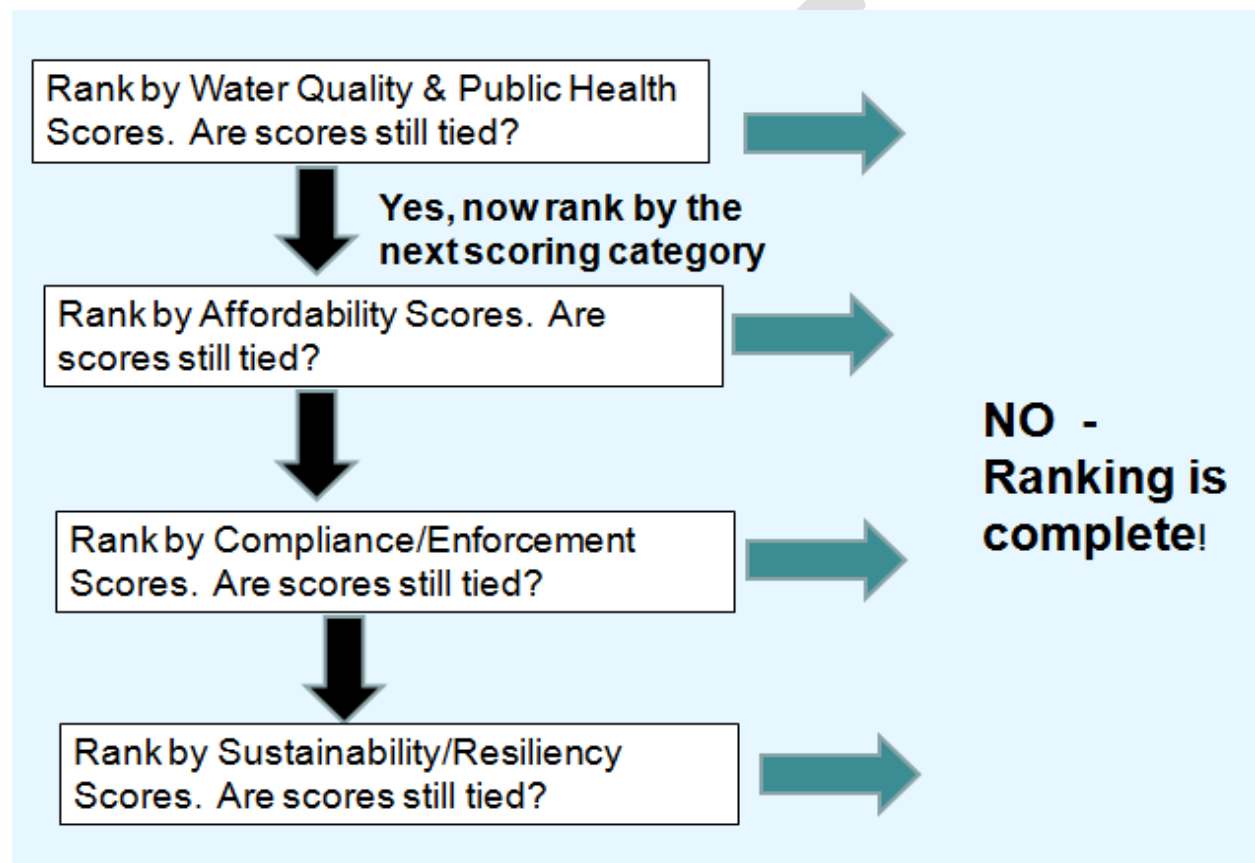 Rank by Water Quality & Public Health
Scores.  Are scores still tied?
Yes, now rank by the
next scoring category
Rank by Affordability Scores.  Are
scores still tied?
NO  -
Ranking is
complete!
Rank by Compliance/Enforcement
Scores.  Are scores still tied?
Rank by Sustainability/Resiliency
Scores.  Are scores still tied?